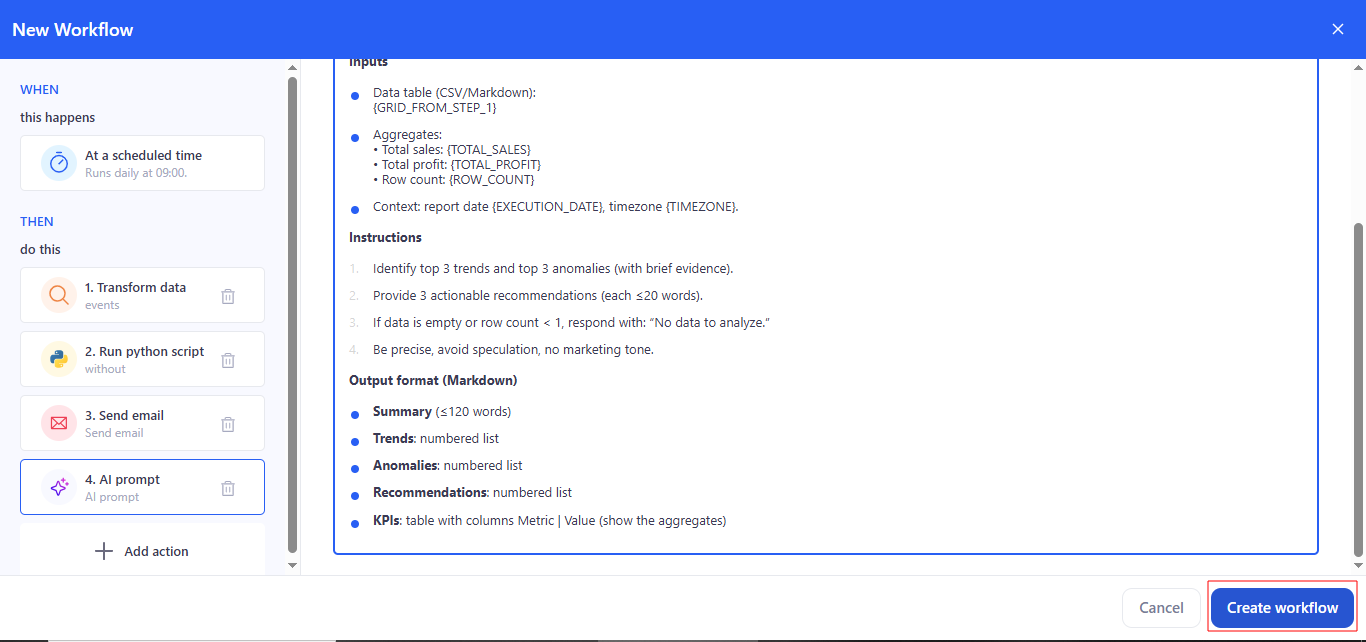 New Workflow
WHEN
this happens
At a scheduled time
Runs daily at 09:00.
THEN
do this
1. Transform data
events
2. Run python script
without
3. Send email
Send email
4. AI prompt
AI prompt
Add action
Inputs
Data table (CSV/Markdown):
{GRID_FROM_STEP_1}
Aggregates:
• Total sales: {TOTAL_SALES}
• Total profit: {TOTAL_PROFIT}
• Row count: {ROW_COUNT}
Context: report date {EXECUTION_DATE}, timezone {TIMEZONE}.
Instructions
1. Identify top 3 trends and top 3 anomalies (with brief evidence).
2. Provide 3 actionable recommendations (each ≤20 words).
3. If data is empty or row count < 1, respond with: “No data to analyze.”
4. Be precise, avoid speculation, no marketing tone.
Output format (Markdown)
Summary (≤120 words)
Trends: numbered list
Anomalies: numbered list
Recommendations: numbered list
KPIs: table with columns Metric | Value (show the aggregates)
Cancel
Create workflow